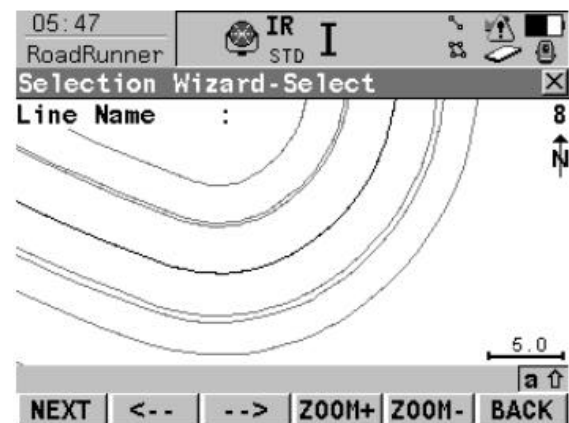 05:47
RoadRunner
IR
STD
I
Selection Wizard-Select
Line Name : 8
N
5.0
a
NEXT <-- --> ZOOM+ ZOOM- BACK